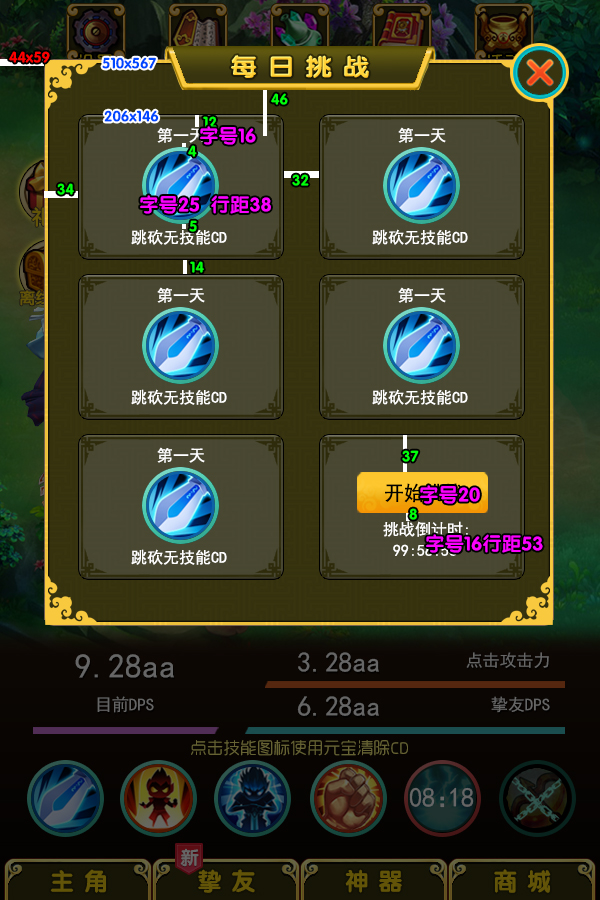 44x59
510x567
每日挑战
46
206x146
12
第一天
字号16
第一天
4
34
32
字号25 行距38
5
跳砍无技能CD
跳砍无技能CD
14
第一天
第一天
跳砍无技能CD
跳砍无技能CD
第一天
37
开始
字号20
8
挑战倒计时:
字号16行距53
跳砍无技能CD
9.28aa
3.28aa
点击攻击力
目前DPS
6.28aa
挚友DPS
点击技能图标使用元宝清除CD
08:18
新
主角
挚友
神器
商城